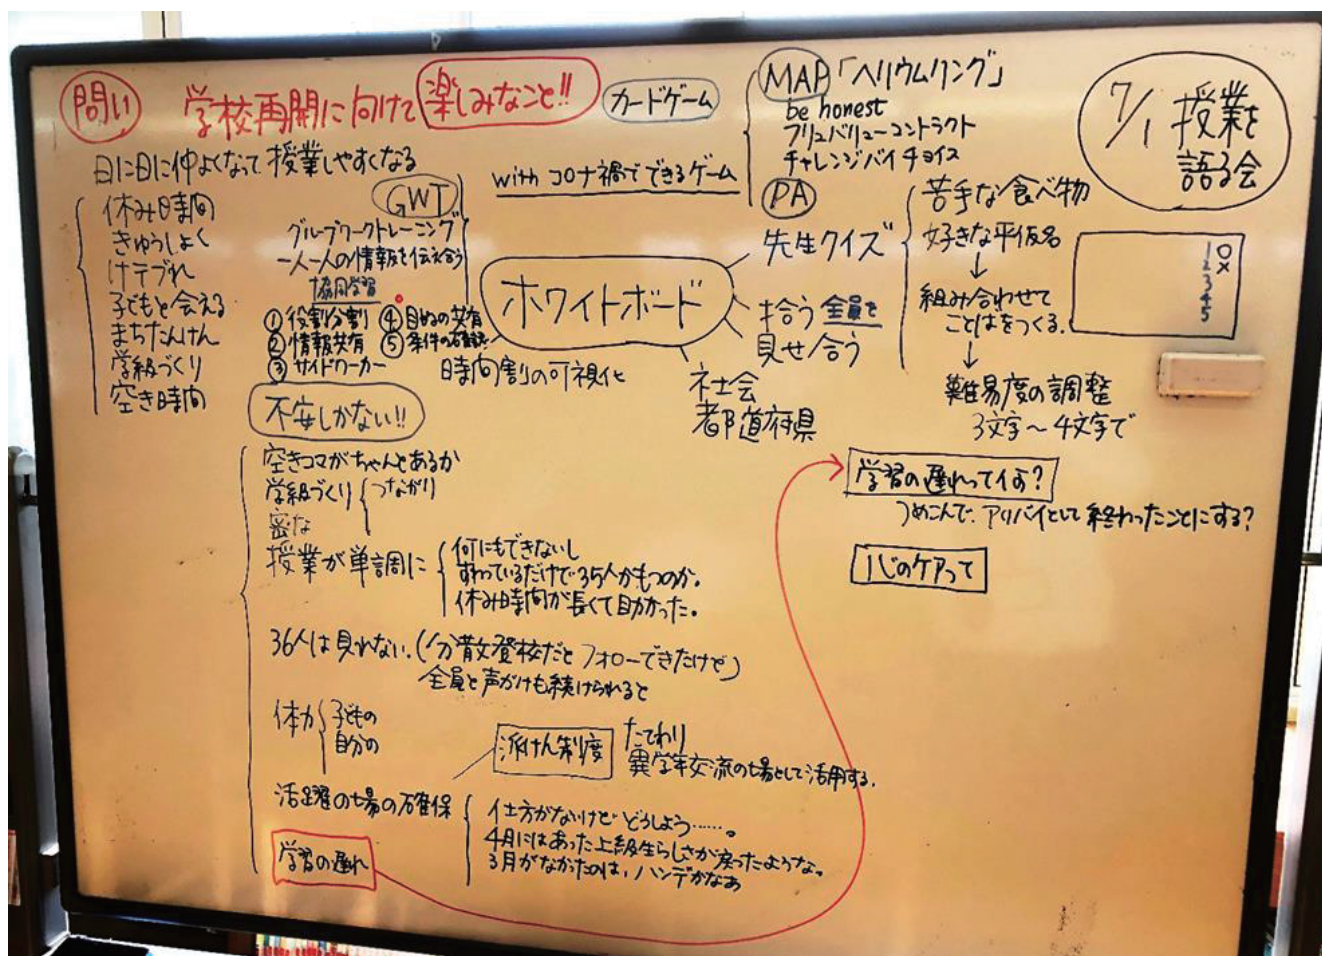 問い 学校再開に向けて 楽しみなこと!!
日に日に仲よくなって授業しやすくなる
休み時間
きゅうしょく
けテぶれ
子どもと会える
まちたんけん
学級づくり
空き時間
GWT
グループワークトレーニング
一人一人の情報を伝え合う
協同学習
①役割分割 ④目めの共有
②情報共有 ⑤条件の確認
③サイドワーカー
カードゲーム
withコロナ禍でできるゲーム
MAP「ヘリウムリング」
be honest
フリュバリューコントラクト
チャレンジバイチョイス
PA
7/1 授業を
語る会
ホワイトボード
時間割の可視化
先生クイズ
拾う 全員を
見せ合う
社会
都道府県
苦手な食べ物
好きな平仮名
↓
組み合わせて
ことばをつくる.
↓
難易度の調整
3文字〜4文字で
1 ○
2 ×
3
4
5
不安しかない!!
空きコマがちゃんとあるか
学級づくり つながり
密な
授業が単調に
何にもできないし
すわっているだけで35人がもつのか。
休み時間が長くて助かった。
36人は見れない.(分散登校だとフォローできたけど)
全員と声がけも続けられると
体力 子どもの
自分の
派けん制度
たてわり
異学年交流の場として活用する.
活躍の場の確保
仕方がないけどどうしよう……。
4月にはあった上級生らしさが戻ったような。
3月がなかったのは,ハンデかなあ
学習の遅れ
学習の遅れって何?
つめこんで.アリバイとして終わったことにする?
心のケアって